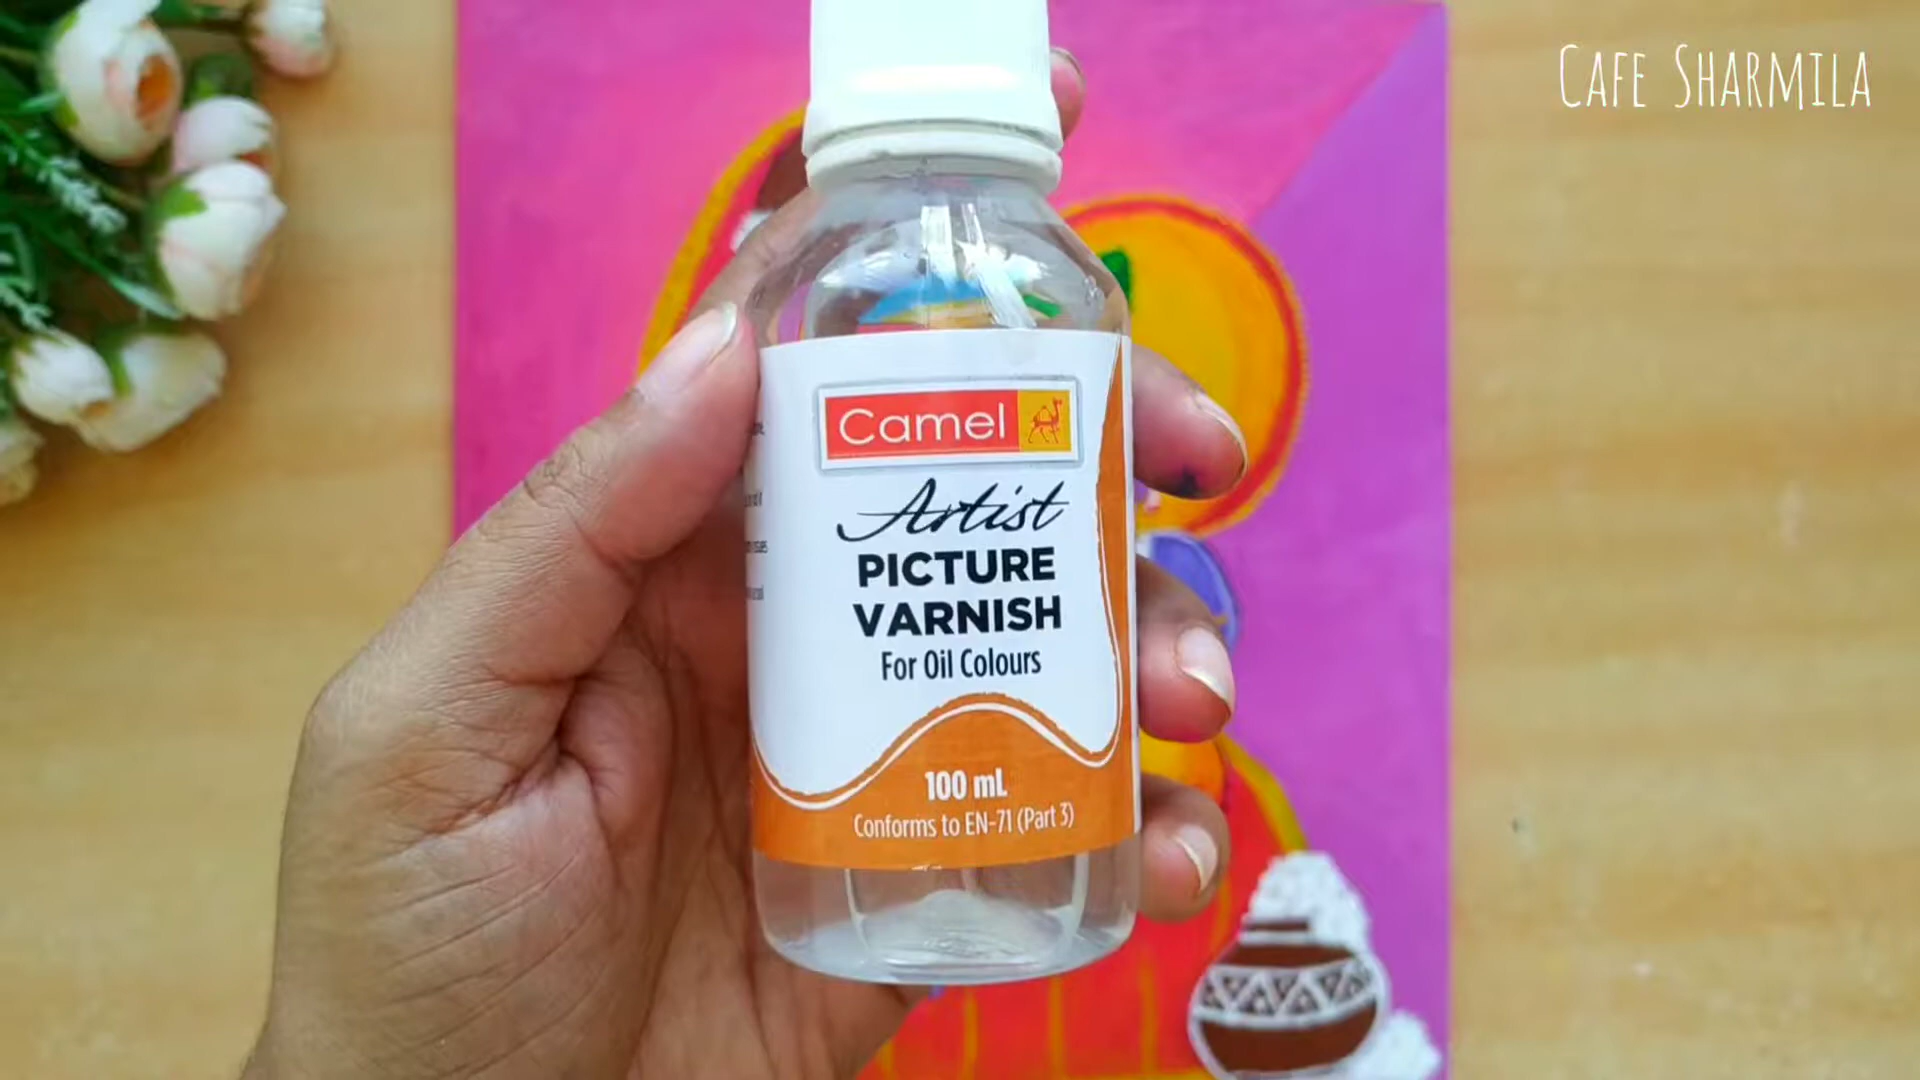 Cafe Sharmila
Camel
Artist
PICTURE
VARNISH
For Oil Colours
100 mL
Conforms to EN-71 (Part 3)